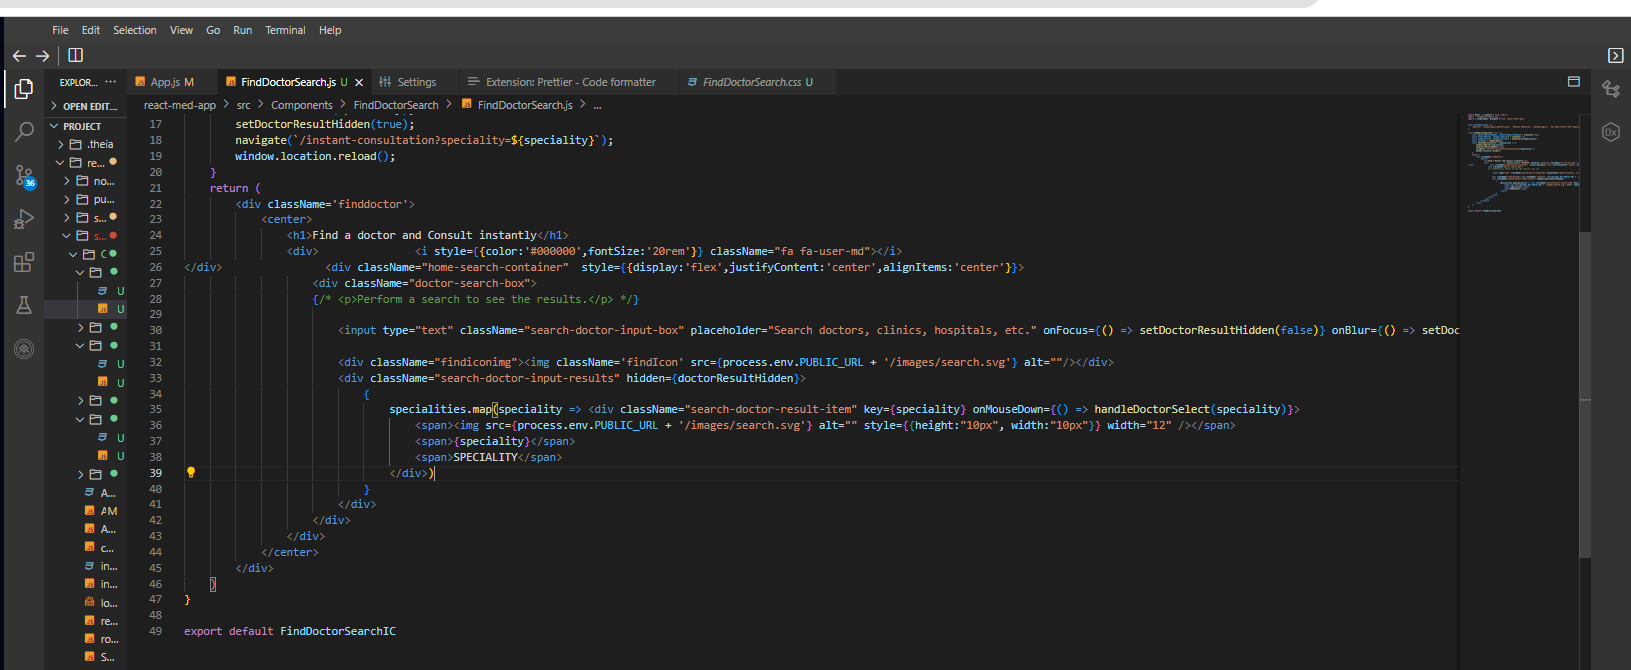 File Edit Selection View Go Run Terminal Help
EXPLOR... ··· App.js M FindDoctorSearch.js U × Settings Extension: Prettier - Code formatter FindDoctorSearch.css U
OPEN EDIT... react-med-app > src > Components > FindDoctorSearch > FindDoctorSearch.js > ...
PROJECT
.theia
re...
36
no...
pu...
s...
s...
C
U
U
U
U
U
U
A...
AM
A...
c...
in...
in...
lo...
re...
ro...
S...
17 setDoctorResultHidden(true);
18 navigate(`/instant-consultation?speciality=${speciality}`);
19 window.location.reload();
20 }
21 return (
22 <div className='finddoctor'>
23 <center>
24 <h1>Find a doctor and Consult instantly</h1>
25 <div> <i style={{color:'#000000',fontSize:'20rem'}} className="fa fa-user-md"></i>
26 </div> <div className="home-search-container" style={{display:'flex',justifyContent:'center',alignItems:'center'}}>
27 <div className="doctor-search-box">
28 {/* <p>Perform a search to see the results.</p> */}
29
30 <input type="text" className="search-doctor-input-box" placeholder="Search doctors, clinics, hospitals, etc." onFocus={() => setDoctorResultHidden(false)} onBlur={() => setDoc
31
32 <div className="findiconimg"><img className='findIcon' src={process.env.PUBLIC_URL + '/images/search.svg'} alt=""/></div>
33 <div className="search-doctor-input-results" hidden={doctorResultHidden}>
34 {
35 specialities.map(speciality => <div className="search-doctor-result-item" key={speciality} onMouseDown={() => handleDoctorSelect(speciality)}>
36 <span><img src={process.env.PUBLIC_URL + '/images/search.svg'} alt="" style={{height:"10px", width:"10px"}} width="12" /></span>
37 <span>{speciality}</span>
38 <span>SPECIALITY</span>
39 </div>)
40 }
41 </div>
42 </div>
43 </div>
44 </center>
45 </div>
46 )
47 }
48
49 export default FindDoctorSearchIC